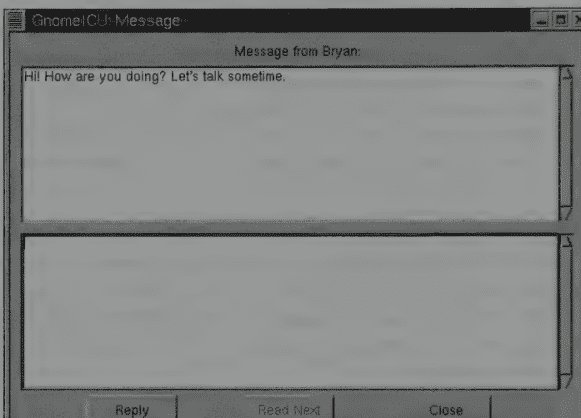 GnomeICU: Message
Message from Bryan:
Hi! How are you doing? Let's talk sometime.
Reply Read Next Close